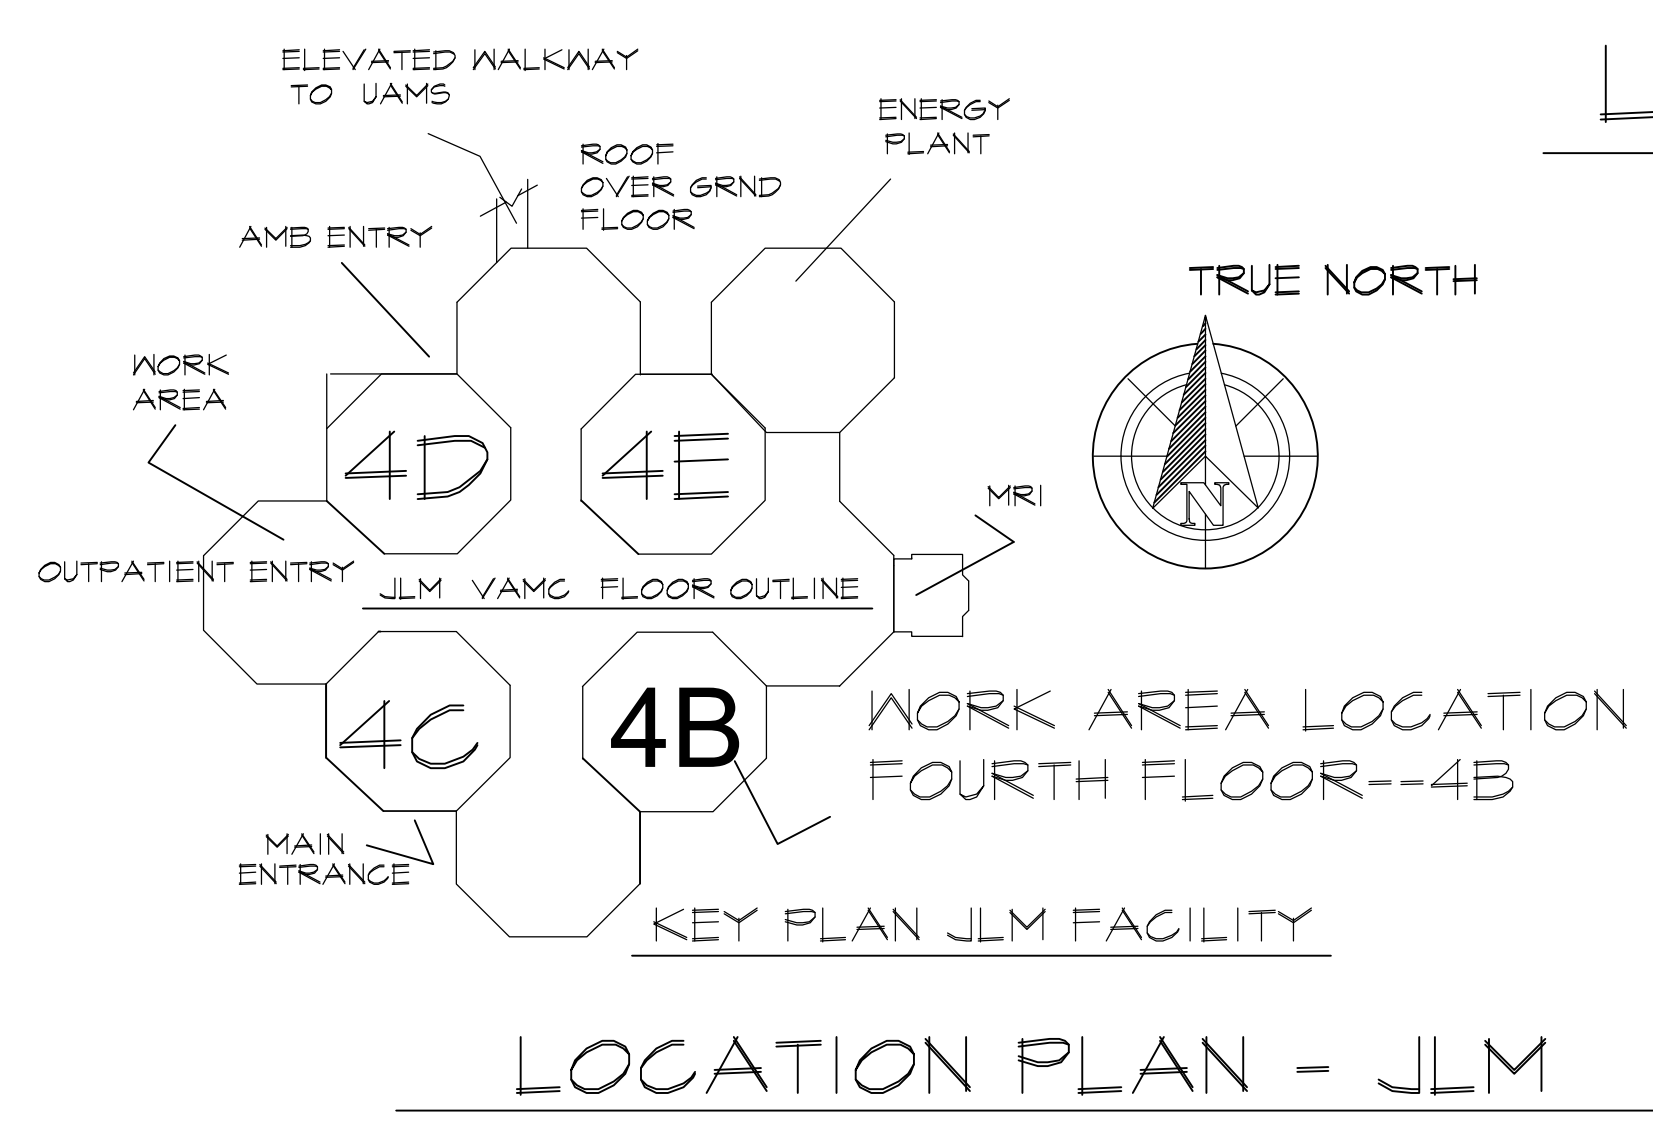 ELEVATED WALKWAY
TO UAMS
ENERGY
PLANT
ROOF
OVER GRND
FLOOR
AMB ENTRY
TRUE NORTH
WORK
AREA
4D
4E
MRI
N
OUTPATIENT ENTRY
JLM VAMC FLOOR OUTLINE
4C
4B
WORK AREA LOCATION
FOURTH FLOOR--4B
MAIN
ENTRANCE
KEY PLAN JLM FACILITY
LOCATION PLAN - JLM